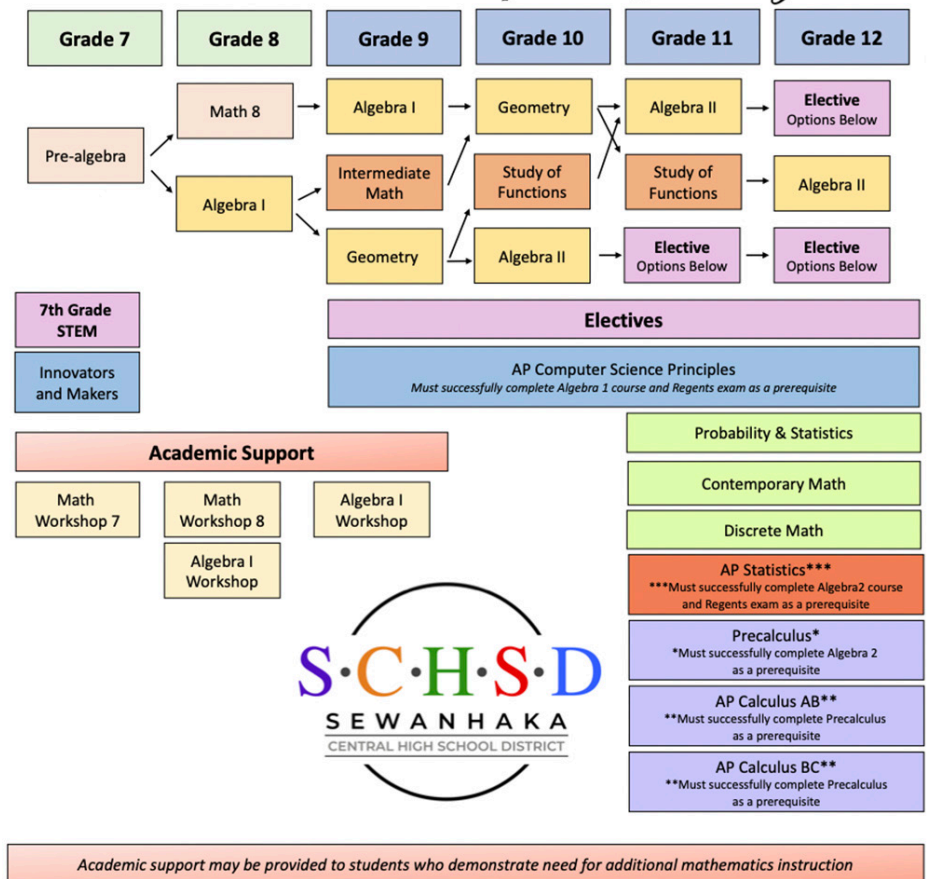 Grade 7
Grade 8
Grade 9
Grade 10
Grade 11
Grade 12
Pre-algebra
Math 8
Algebra I
Algebra I
Intermediate
Math
Geometry
Geometry
Study of
Functions
Algebra II
Algebra II
Study of
Functions
Elective
Options Below
Elective
Options Below
Algebra II
Elective
Options Below
7th Grade
STEM
Innovators
and Makers
Electives
AP Computer Science Principles
Must successfully complete Algebra 1 course and Regents exam as a prerequisite
Probability & Statistics
Contemporary Math
Discrete Math
AP Statistics***
***Must successfully complete Algebra2 course
and Regents exam as a prerequisite
Precalculus*
*Must successfully complete Algebra 2
as a prerequisite
AP Calculus AB**
**Must successfully complete Precalculus
as a prerequisite
AP Calculus BC**
**Must successfully complete Precalculus
as a prerequisite
Academic Support
Math
Workshop 7
Math
Workshop 8
Algebra I
Workshop
Algebra I
Workshop
S·C·H·S·D
SEWANHAKA
CENTRAL HIGH SCHOOL DISTRICT
Academic support may be provided to students who demonstrate need for additional mathematics instruction